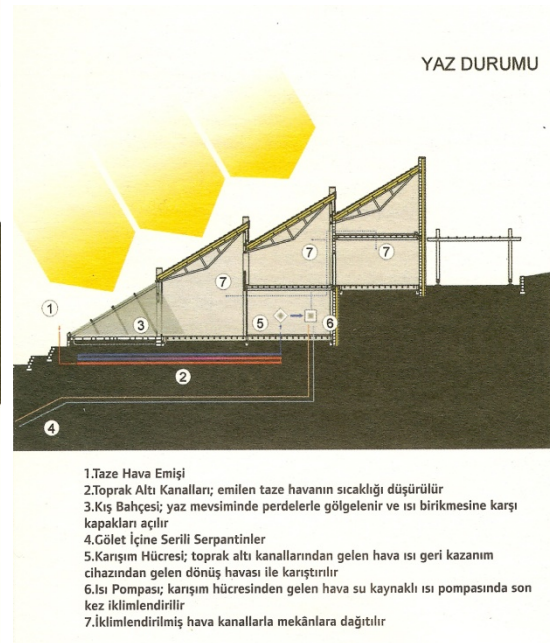 YAZ DURUMU
7
7
7
1
3
5
6
2
4
1.Taze Hava Emişi
2.Toprak Altı Kanalları; emilen taze havanın sıcaklığı düşürülür
3.Kış Bahçesi; yaz mevsiminde perdelerle gölgelenir ve ısı birikmesine karşı
kapakları açılır
4.Gölet İçine Serili Serpantinler
5.Karışım Hücresi; toprak altı kanallarından gelen hava ısı geri kazanım
cihazından gelen dönüş havası ile karıştırılır
6.Isı Pompası; karışım hücresinden gelen hava su kaynaklı ısı pompasında son
kez iklimlendirilir
7.İklimlendirilmiş hava kanallarla mekânlara dağıtılır